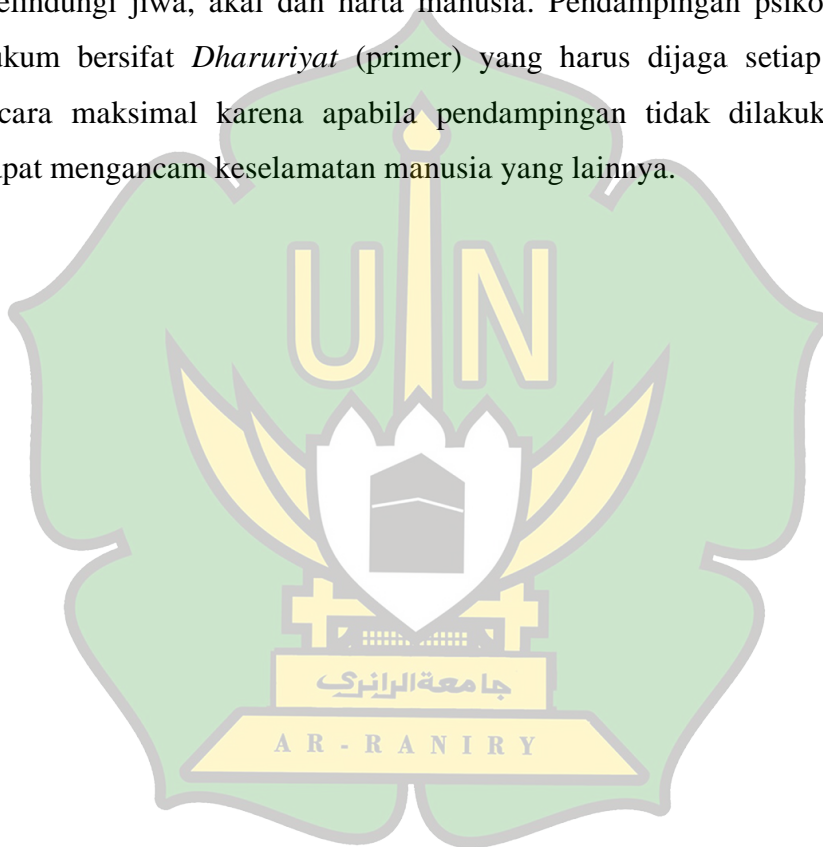 elindungi jiwa, akal dan harta manusia. Pendampingan psiko
ukum bersifat Dharuriyat (primer) yang harus dijaga setiap
cara maksimal karena apabila pendampingan tidak dilakuk
apat mengancam keselamatan manusia yang lainnya.
UIN
جامعة الرانري
AR-RANIRY